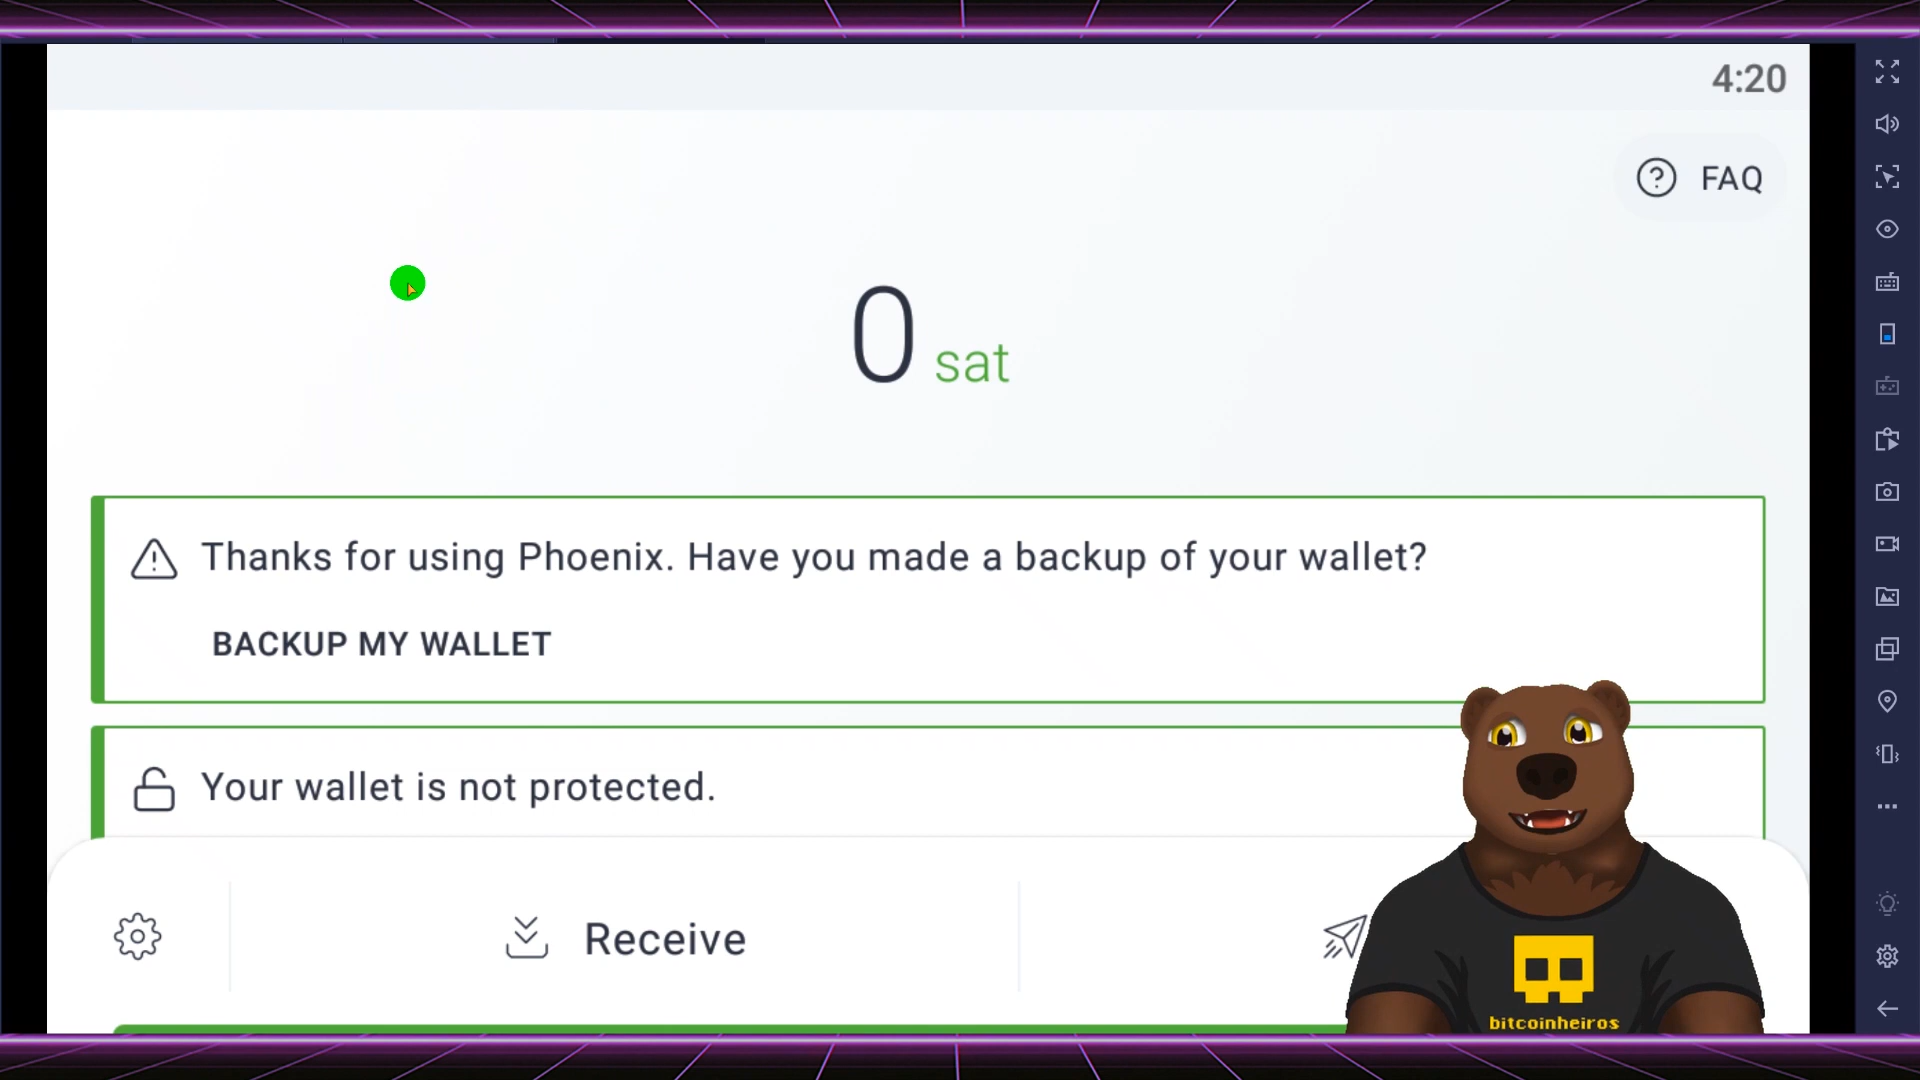 4:20
FAQ
0 sat
Thanks for using Phoenix. Have you made a backup of your wallet?
BACKUP MY WALLET
Your wallet is not protected.
Receive
bitcoinheiros